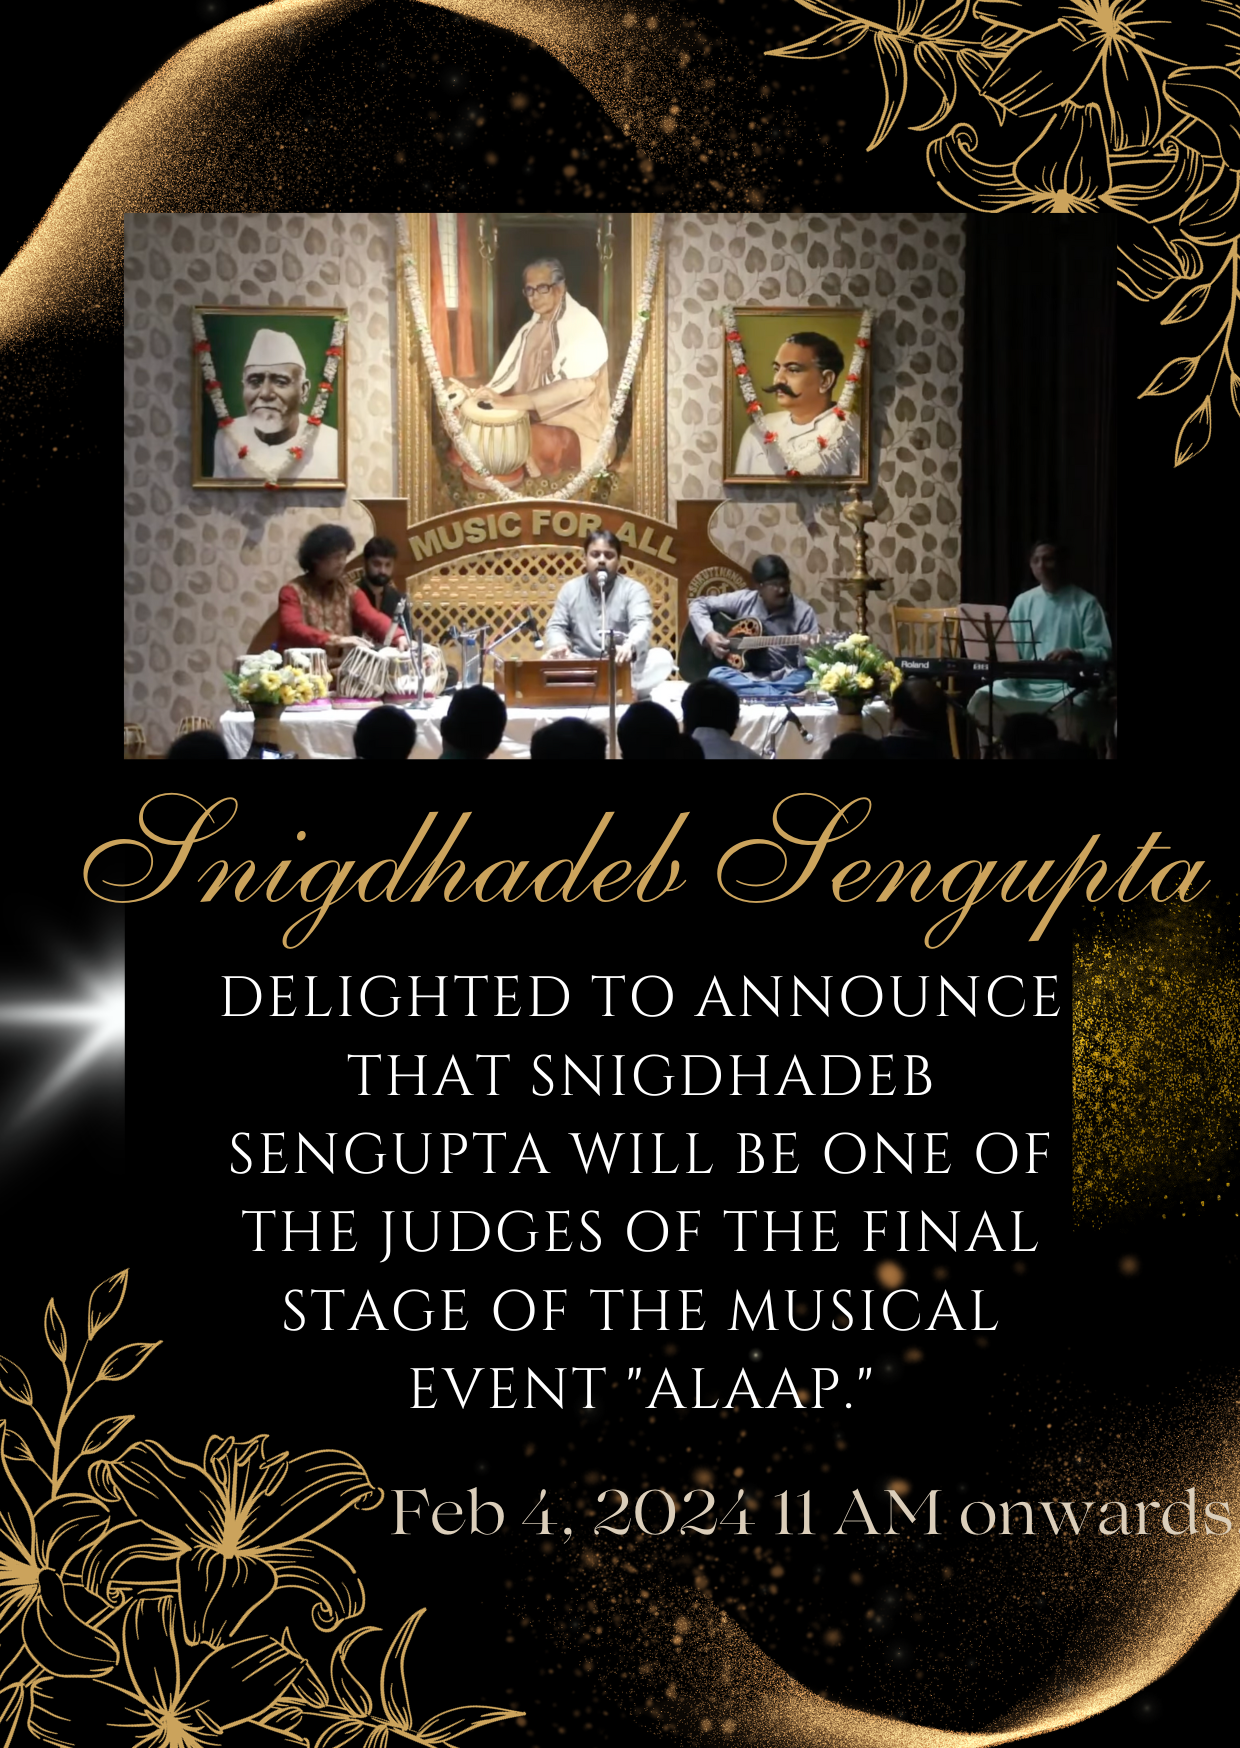 MUSIC FOR ALL
Roland
Snigdhadeb Sengupta
DELIGHTED TO ANNOUNCE
THAT SNIGDHADEB
SENGUPTA WILL BE ONE OF
THE JUDGES OF THE FINAL
STAGE OF THE MUSICAL
EVENT "ALAAP."
Feb 4, 2024 11 AM onwards